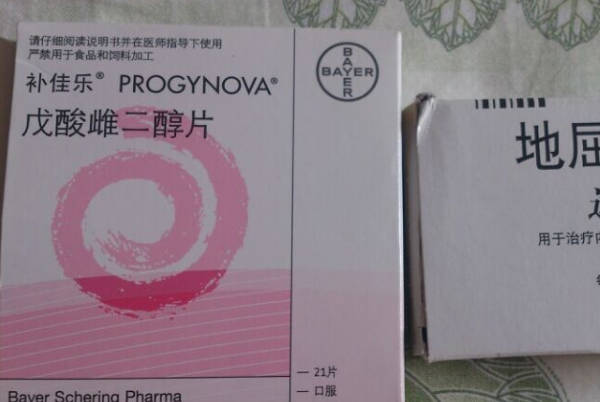 请仔细阅读说明书并在医师指导下使用
严禁用于食品和饲料加工
补佳乐® PROGYNOVA®
戊酸雌二醇片
BAYER
BAYER
21片
口服
Bayer Schering Pharma
地屈
用于治疗内